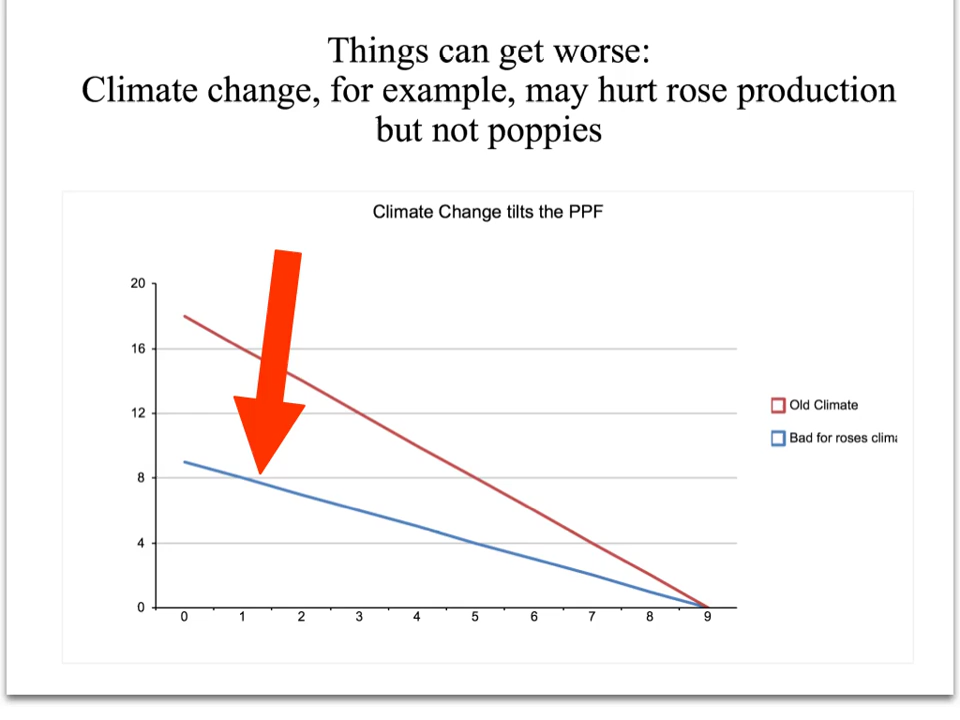 Things can get worse:
Climate change, for example, may hurt rose production
but not poppies
Climate Change tilts the PPF
20
16
12
8
4
0
0 1 2 3 4 5 6 7 8 9
Old Climate
Bad for roses clima